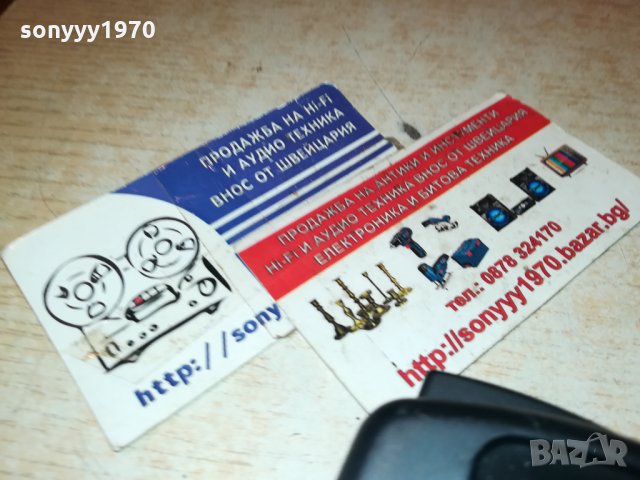 sonyyy1970
ПРОДАЖБА НА Hi-Fi
И АУДИО ТЕХНИКА
ВНОС ОТ ШВЕЙЦАРИЯ
http://sony
ПРОДАЖБА НА АНТИКИ И ИНСТРУМЕНТИ
Hi-Fi И АУДИО ТЕХНИКА ВНОС ОТ ШВЕЙЦАРИЯ
ЕЛЕКТРОНИКА И БИТОВА ТЕХНИКА
тел.: 0878 324170
http://sonyyy1970.bazar.bg/
BAZAR
sonyyy1970